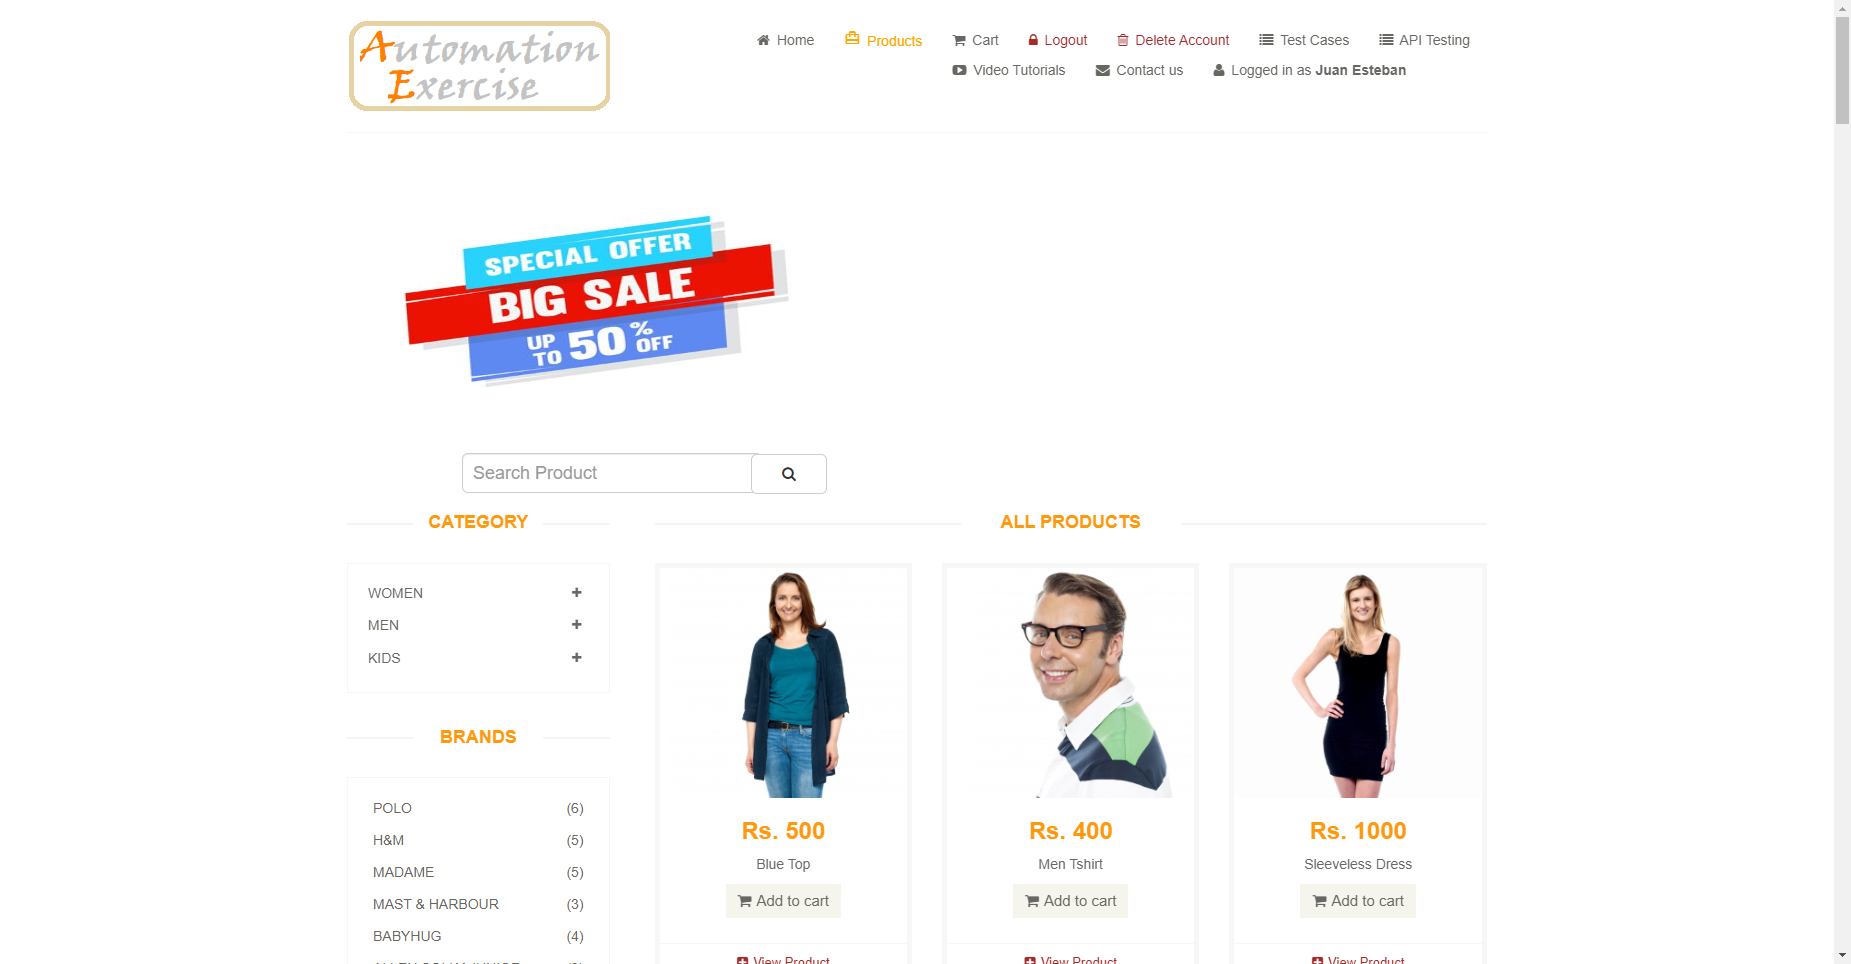 Automation
Exercise
Home Products Cart Logout Delete Account Test Cases API Testing
Video Tutorials Contact us Logged in as Juan Esteban
SPECIAL OFFER
BIG SALE
UP TO 50% OFF
Search Product
CATEGORY
WOMEN
MEN
KIDS
BRANDS
POLO (6)
H&M (5)
MADAME (5)
MAST & HARBOUR (3)
BABYHUG (4)
ALL PRODUCTS
Rs. 500
Blue Top
Add to cart
View Product
Rs. 400
Men Tshirt
Add to cart
View Product
Rs. 1000
Sleeveless Dress
Add to cart
View Product